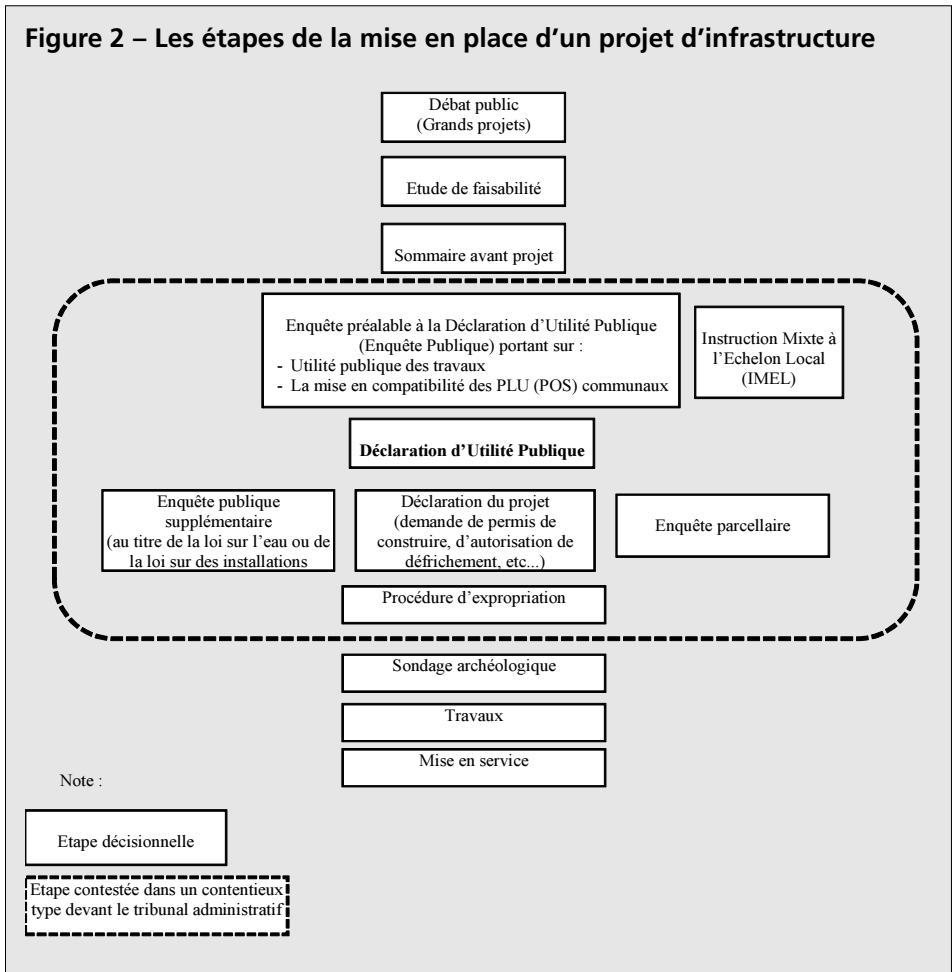 Figure 2 – Les étapes de la mise en place d'un projet d'infrastructure
Débat public
(Grands projets)
Etude de faisabilité
Sommaire avant projet
Enquête préalable à la Déclaration d'Utilité Publique
(Enquête Publique) portant sur :
- Utilité publique des travaux
- La mise en compatibilité des PLU (POS) communaux
Instruction Mixte à
l'Echelon Local
(IMEL)
Déclaration d'Utilité Publique
Enquête publique
supplémentaire
(au titre de la loi sur l'eau ou de
la loi sur des installations
Déclaration du projet
(demande de permis de
construire, d'autorisation de
défrichement, etc...)
Enquête parcellaire
Procédure d'expropriation
Sondage archéologique
Travaux
Mise en service
Note :
Etape décisionnelle
Etape contestée dans un contentieux
type devant le tribunal administratif